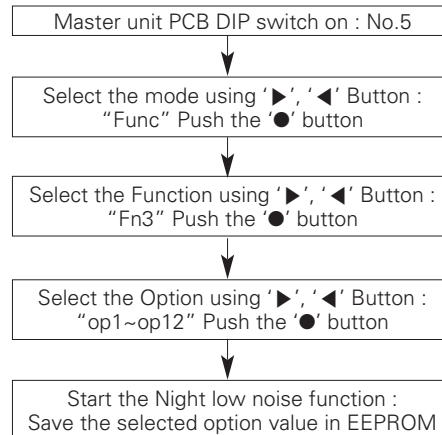 Master unit PCB DIP switch on : No.5
Select the mode using ‘▶’, ‘◀’ Button :
“Func” Push the ‘●’ button
Select the Function using ‘▶’, ‘◀’ Button :
“Fn3” Push the ‘●’ button
Select the Option using ‘▶’, ‘◀’ Button :
“op1~op12” Push the ‘●’ button
Start the Night low noise function :
Save the selected option value in EEPROM